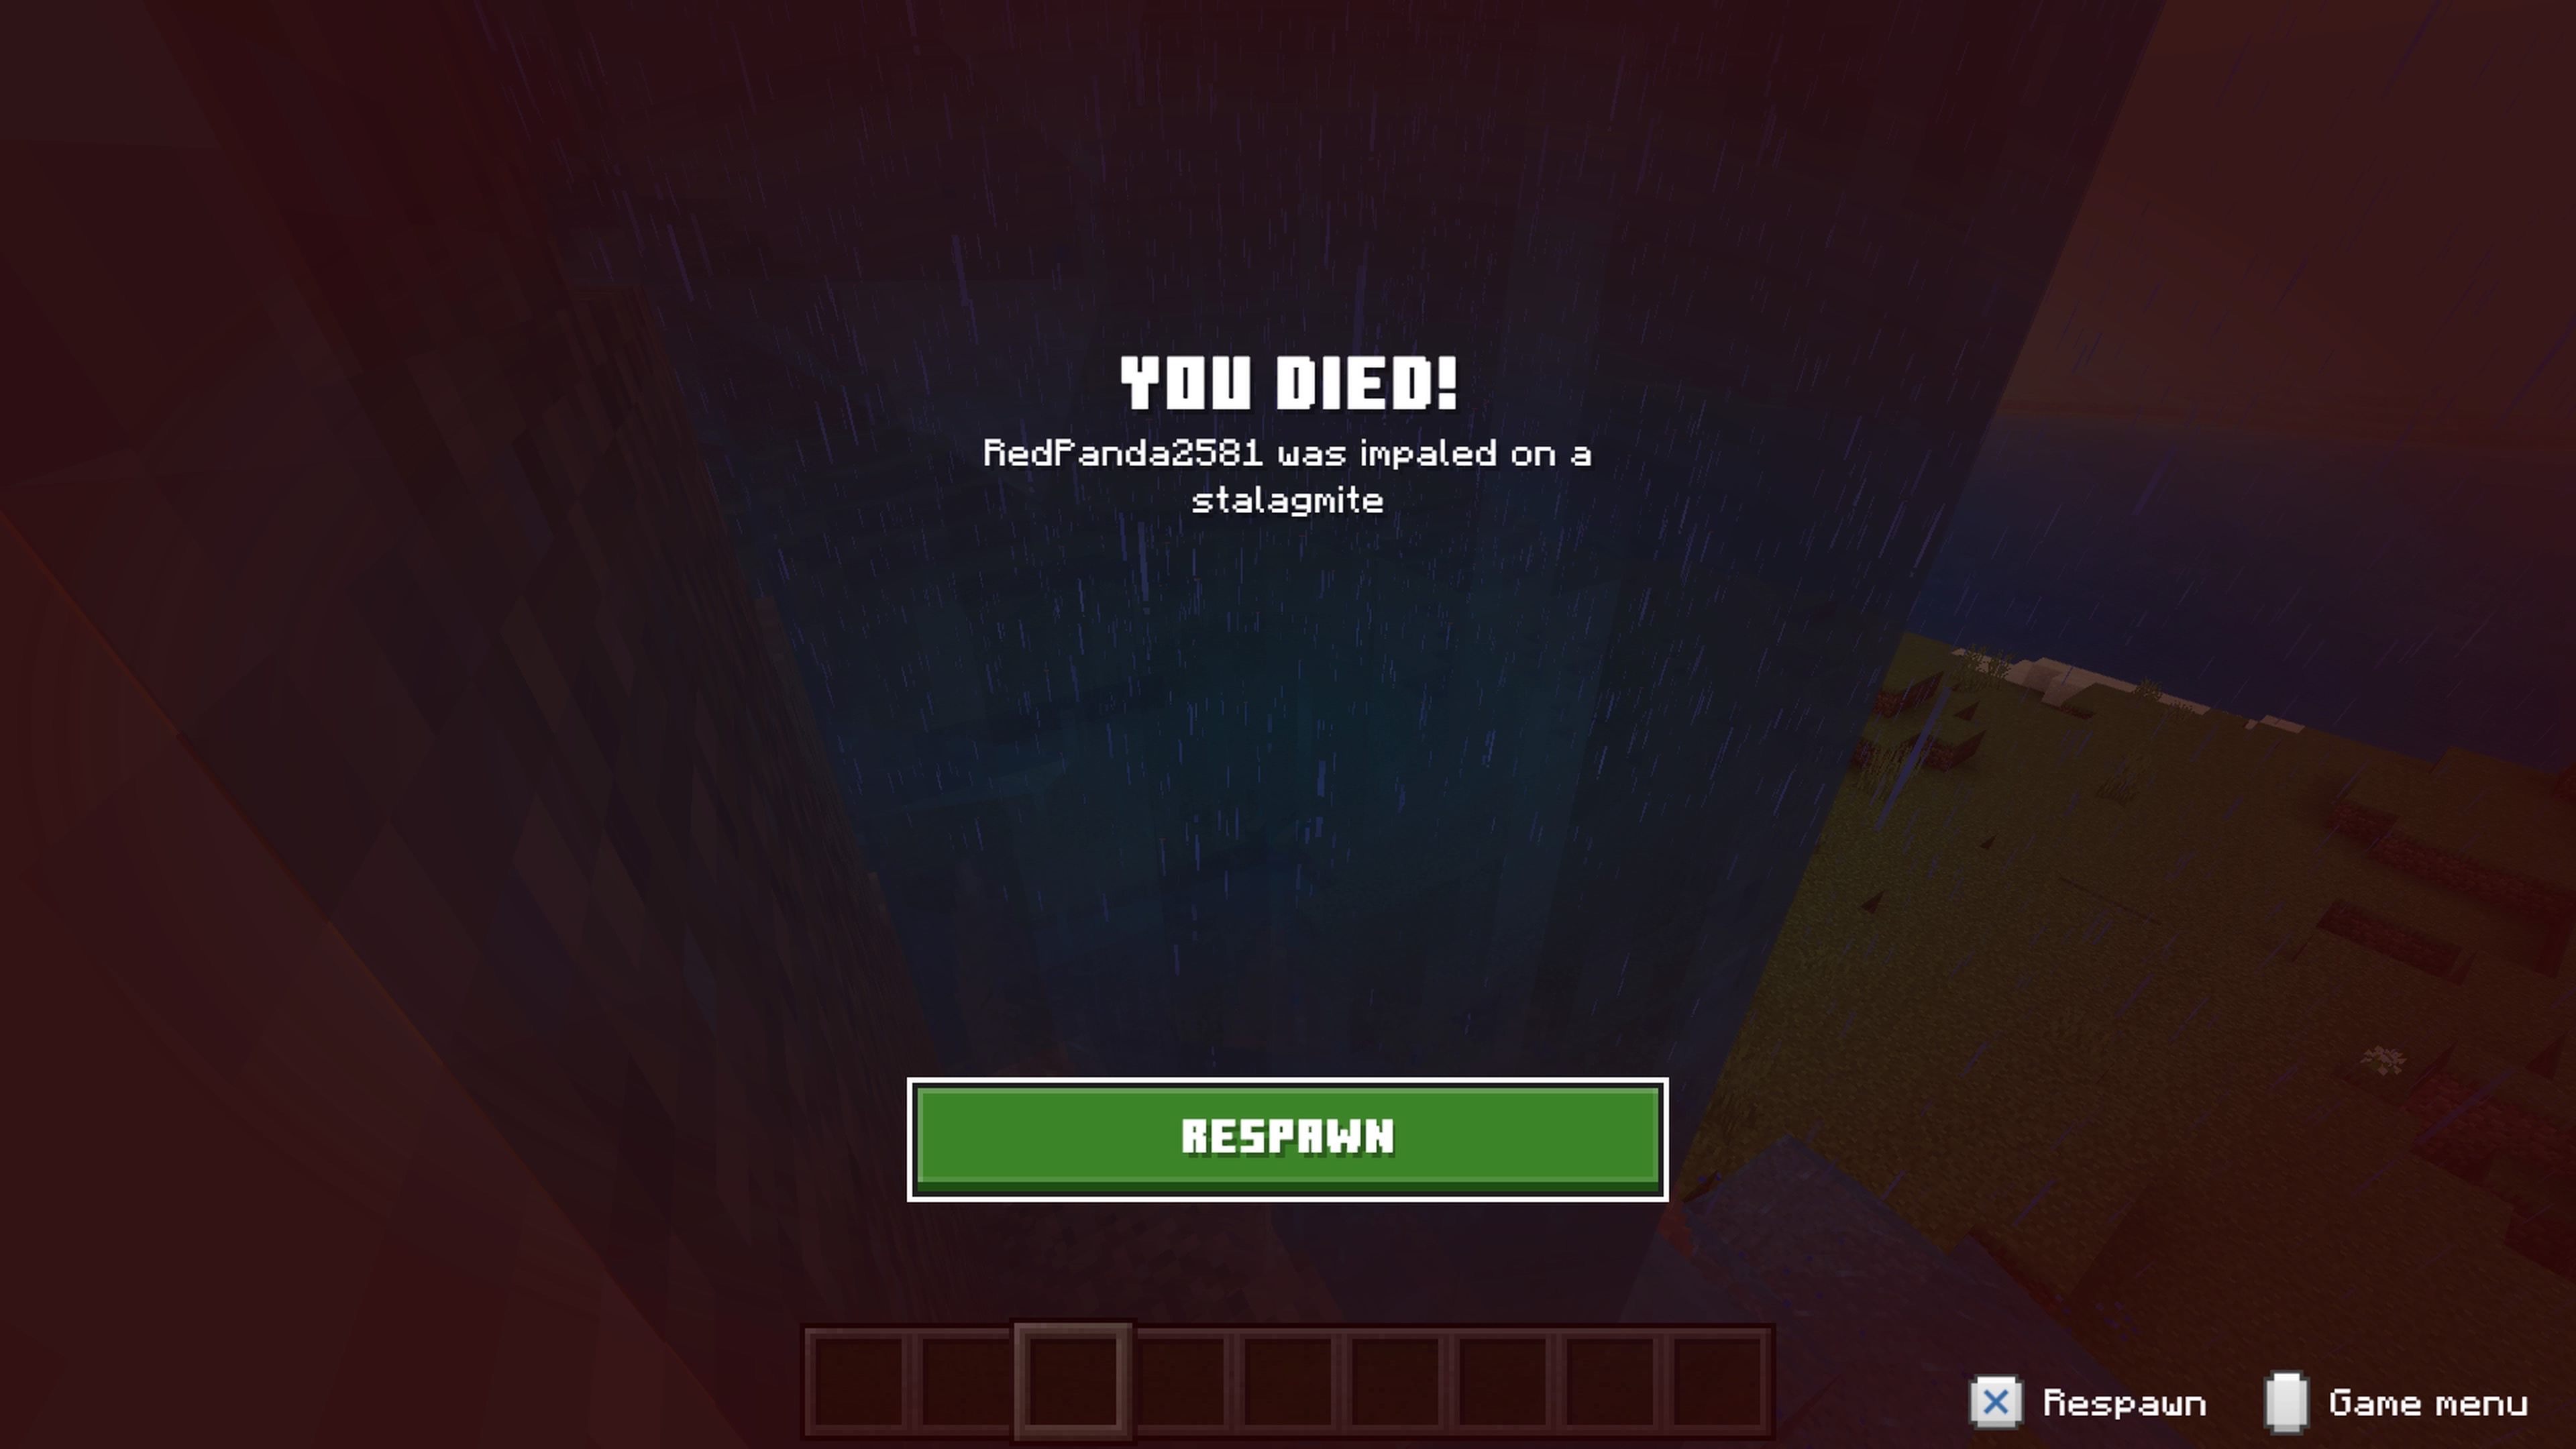 YOU DIED!
RedPanda2581 was impaled on a
stalagmite
RESPAWN
Respawn
Game menu